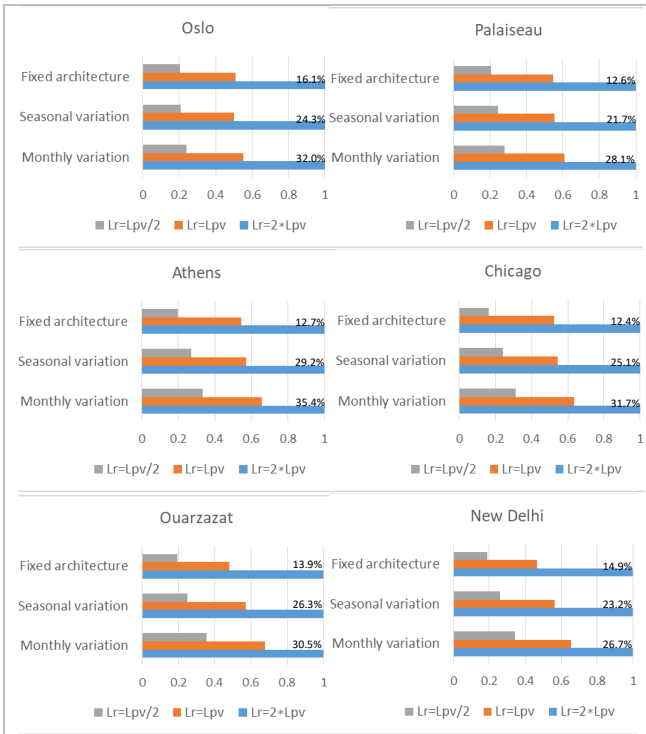 Oslo
Fixed architecture 16.1%
Seasonal variation 24.3%
Monthly variation 32.0%
0 0.2 0.4 0.6 0.8 1
Lr=Lpv/2 Lr=Lpv Lr=2*Lpv
Palaiseau
Fixed architecture 12.6%
Seasonal variation 21.7%
Monthly variation 28.1%
0 0.2 0.4 0.6 0.8 1
Lr=Lpv/2 Lr=Lpv Lr=2*Lpv
Athens
Fixed architecture 12.7%
Seasonal variation 29.2%
Monthly variation 35.4%
0 0.2 0.4 0.6 0.8 1
Lr=Lpv/2 Lr=Lpv Lr=2*Lpv
Chicago
Fixed architecture 12.4%
Seasonal variation 25.1%
Monthly variation 31.7%
0 0.2 0.4 0.6 0.8 1
Lr=Lpv/2 Lr=Lpv Lr=2*Lpv
Ouarzazat
Fixed architecture 13.9%
Seasonal variation 26.3%
Monthly variation 30.5%
0 0.2 0.4 0.6 0.8 1
Lr=Lpv/2 Lr=Lpv Lr=2*Lpv
New Delhi
Fixed architecture 14.9%
Seasonal variation 23.2%
Monthly variation 26.7%
0 0.2 0.4 0.6 0.8 1
Lr=Lpv/2 Lr=Lpv Lr=2*Lpv